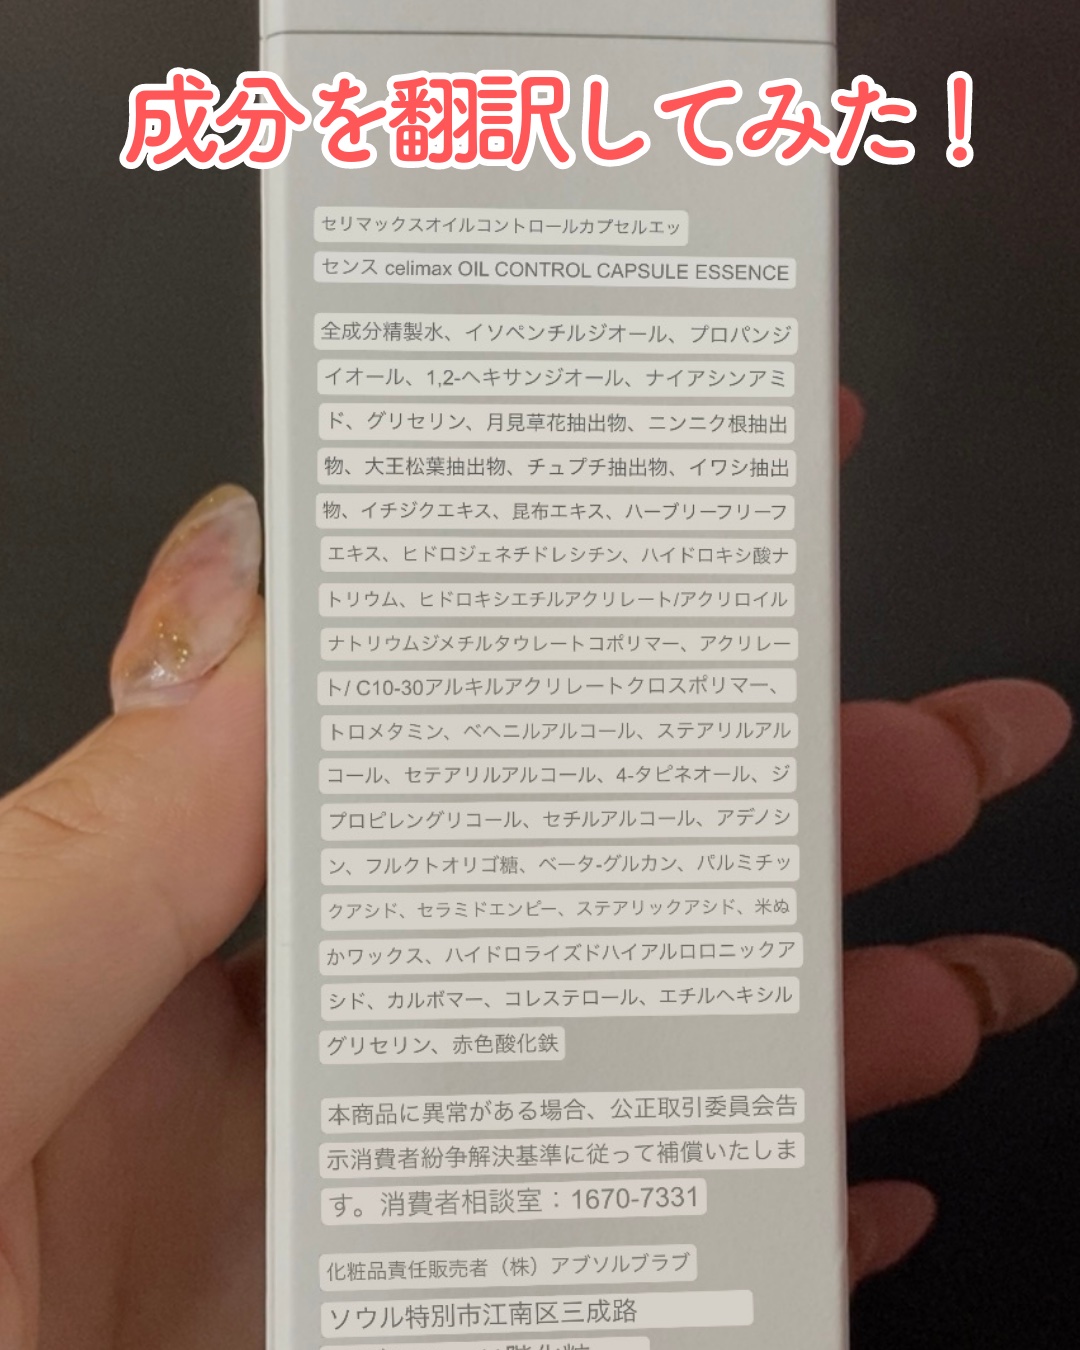 成分を翻訳してみた！
セリマックスオイルコントロールカプセルエッ
センス celimax OIL CONTROL CAPSULE ESSENCE
全成分精製水、イソペンチルジオール、プロパンジ
イオール、1,2-ヘキサンジオール、ナイアシンアミ
ド、グリセリン、月見草花抽出物、ニンニク根抽出
物、大王松葉抽出物、チュプチ抽出物、イワシ抽出
物、イチジクエキス、昆布エキス、ハーブリーフリーフ
エキス、ヒドロジェネチドレシチン、ハイドロキシ酸ナ
トリウム、ヒドロキシエチルアクリレート/アクリロイル
ナトリウムジメチルタウレートコポリマー、アクリレー
ト/ C10-30アルキルアクリレートクロスポリマー、
トロメタミン、ベヘニルアルコール、ステアリルアル
コール、セテアリルアルコール、4-タピネオール、ジ
プロピレングリコール、セチルアルコール、アデノシ
ン、フルクトオリゴ糖、ベータ-グルカン、パルミチッ
クアシド、セラミドエンピー、ステアリックアシド、米ぬ
かワックス、ハイドロライズドハイアルロロニックア
シド、カルボマー、コレステロール、エチルヘキシル
グリセリン、赤色酸化鉄
本商品に異常がある場合、公正取引委員会告
示消費者紛争解決基準に従って補償いたしま
す。消費者相談室：1670-7331
化粧品責任販売者（株）アブソルブラブ
ソウル特別市江南区三成路